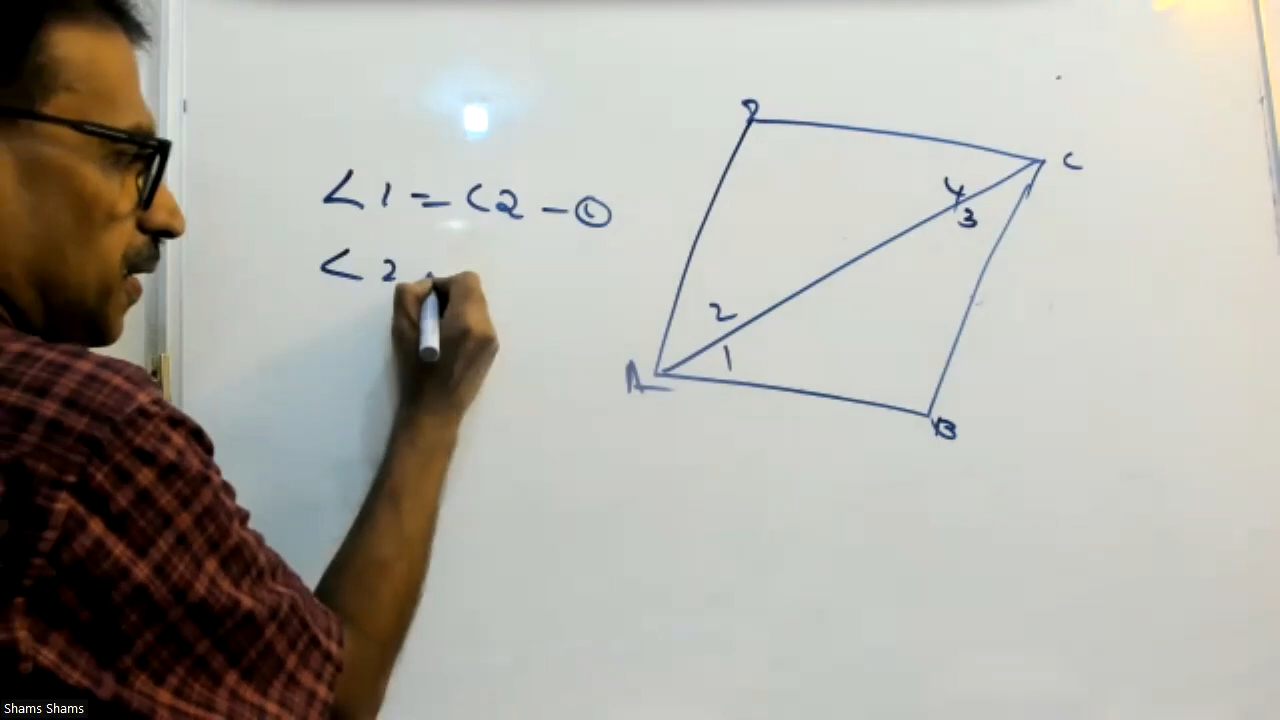 ∠1 = ∠2 - ①
∠2
D
C
4
3
2
1
A
B
Shams Shams